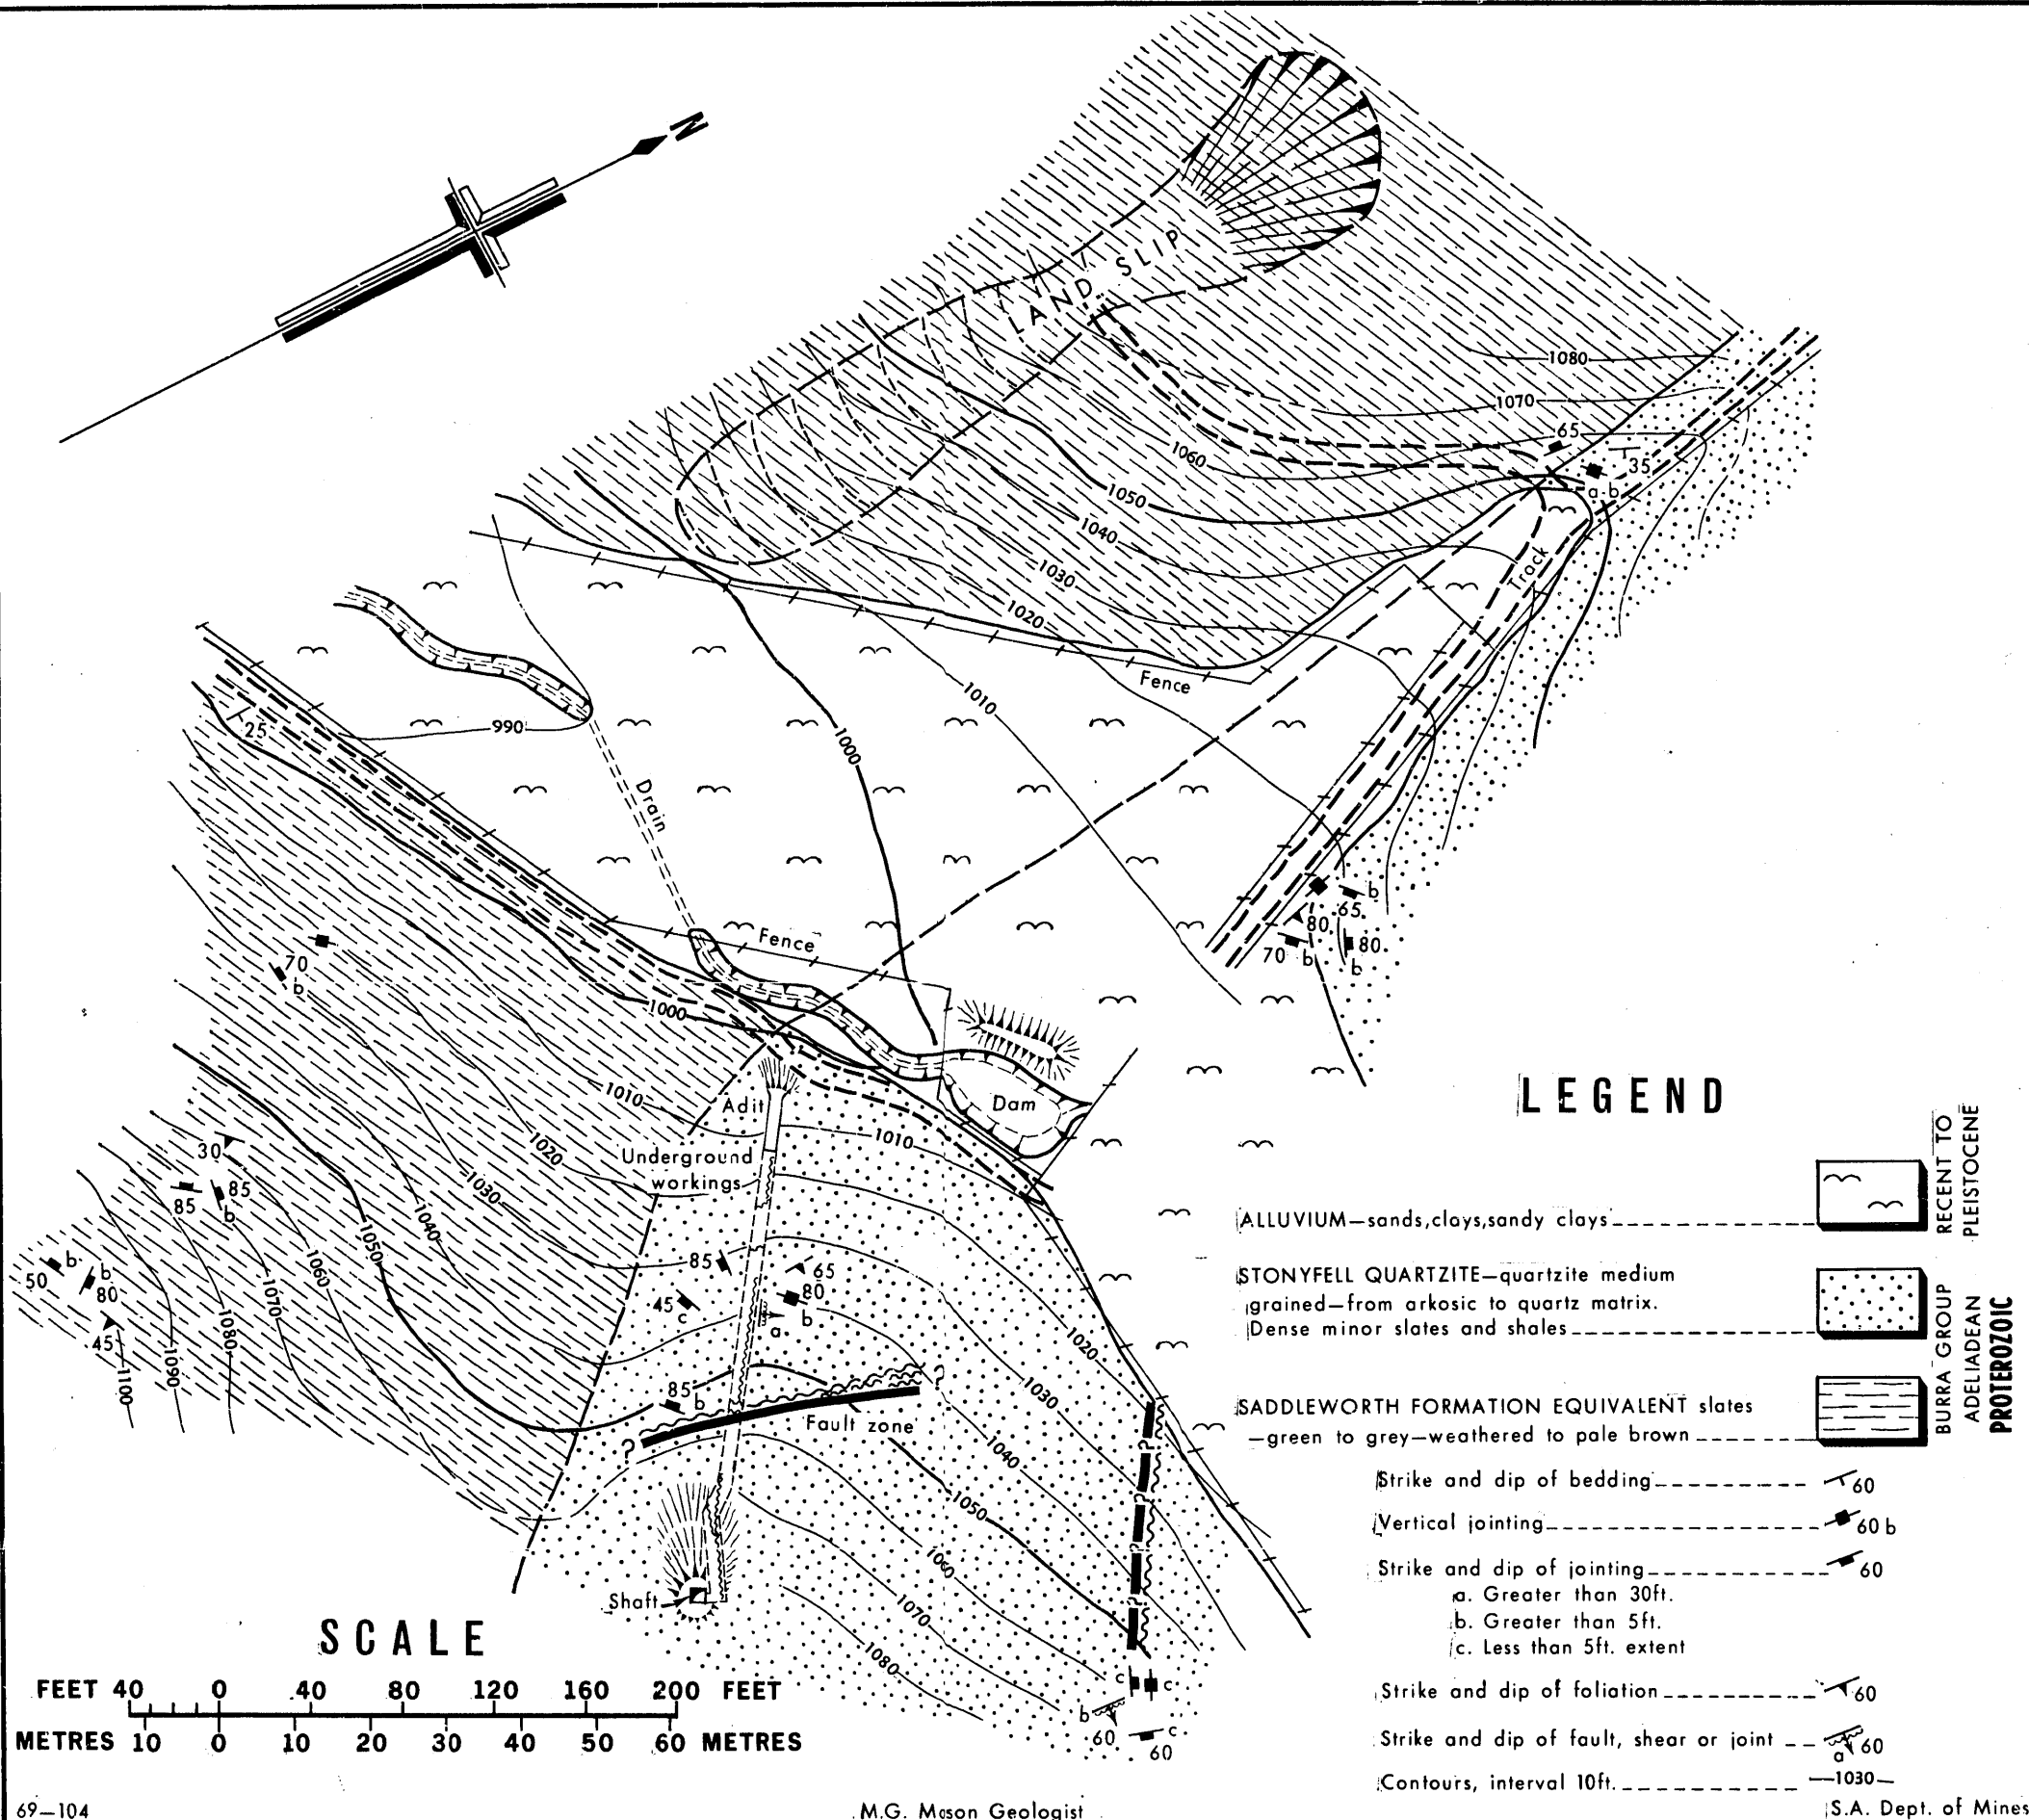 N
LAND SLIP
1080
1070
65
35
a-b
1060
1050
1040
1030
1020
Track
Fence
1010
1000
990
25
Drain
Fence
b
65
80
70 b
80
b
70
b
1000
Dam
Adit
1010
1010
Underground
workings
1020
1030
1040
1050
1060
1070
1080
1090
1100
30
85
85
b
50
b
b
80
45
85
65
80
45
c
a
b
85
b
?
?
Fault zone
1020
1030
1040
1050
1060
1070
1080
?
?
?
?
Shaft
c
c
b
60
c
60
LEGEND
ALLUVIUM—sands,clays,sandy clays
RECENT TO
PLEISTOCENE
STONYFELL QUARTZITE—quartzite medium
grained—from arkosic to quartz matrix.
Dense minor slates and shales
SADDLEWORTH FORMATION EQUIVALENT slates
—green to grey—weathered to pale brown
BURRA GROUP
ADELIADEAN
PROTEROZOIC
Strike and dip of bedding 60
Vertical jointing 60 b
Strike and dip of jointing 60
a. Greater than 30ft.
b. Greater than 5ft.
c. Less than 5ft. extent
Strike and dip of foliation 60
Strike and dip of fault, shear or joint a 60
Contours, interval 10ft. 1030
SCALE
FEET 40 0 40 80 120 160 200 FEET
METRES 10 0 10 20 30 40 50 60 METRES
69—104
M.G. Mason Geologist
S.A. Dept. of Mines